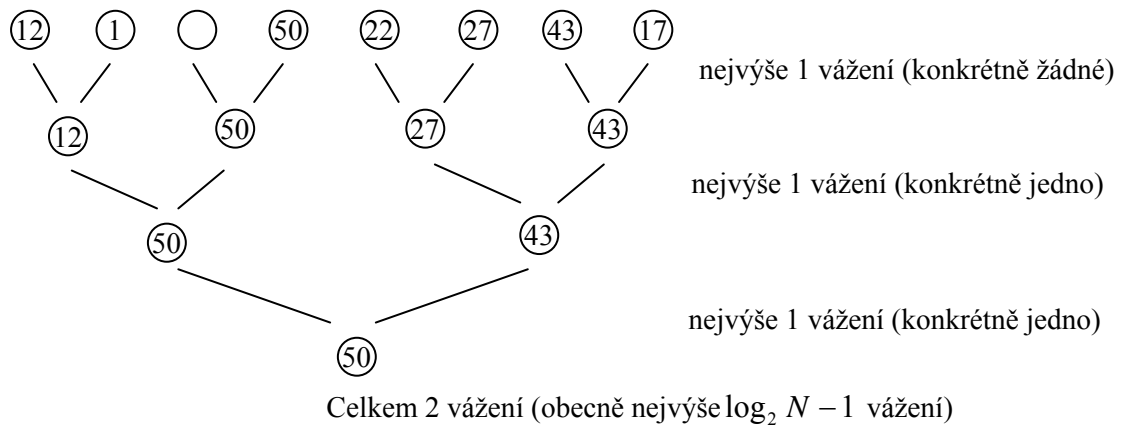 12 1 50 22 27 43 17
nejvýše 1 vážení (konkrétně žádné)
12 50 27 43
nejvýše 1 vážení (konkrétně jedno)
50 43
nejvýše 1 vážení (konkrétně jedno)
50
Celkem 2 vážení (obecně nejvýše log₂ N − 1 vážení)